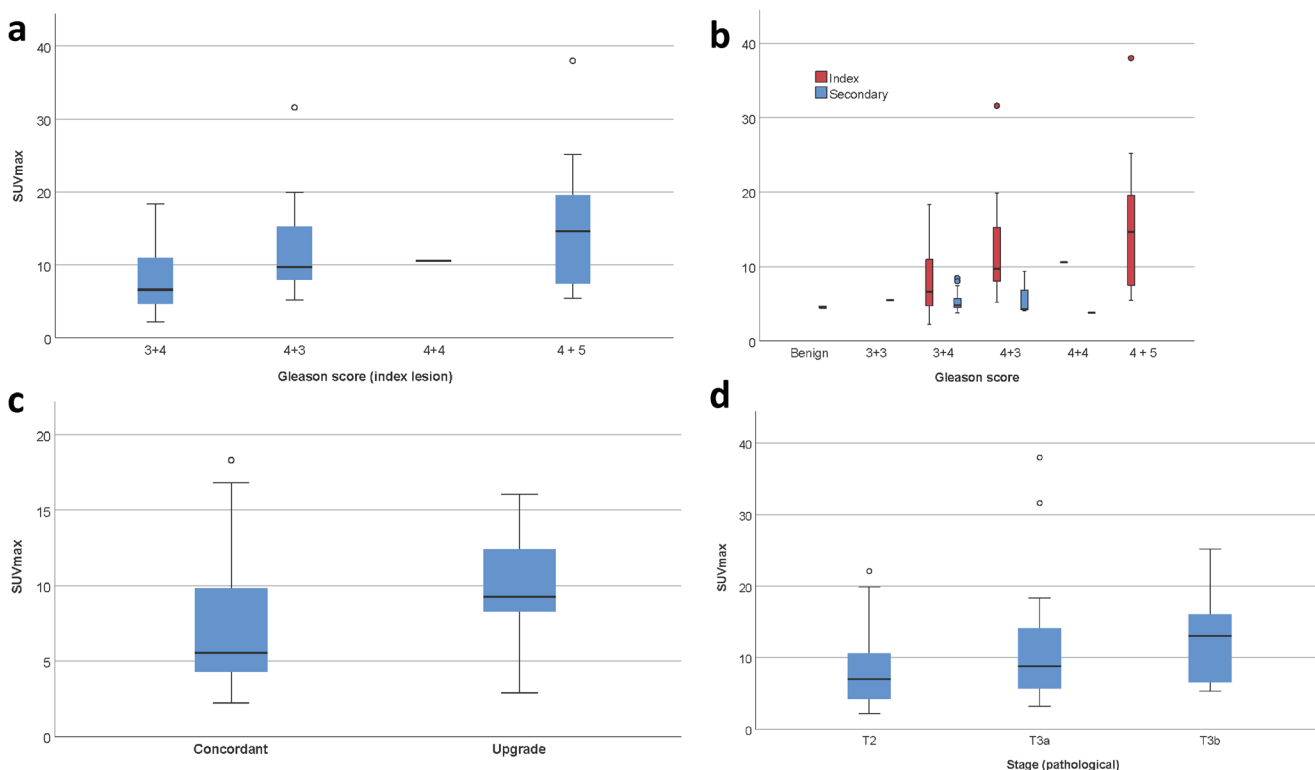 a
40
30
20
10
0
SUVmax
3+4 4+3 4+4 4 + 5
Gleason score (index lesion)
b
40
30
20
10
0
SUVmax
Index
Secondary
Benign 3+3 3+4 4+3 4+4 4 + 5
Gleason score
c
20
15
10
5
0
SUVmax
Concordant Upgrade
d
40
30
20
10
0
SUVmax
T2 T3a T3b
Stage (pathological)